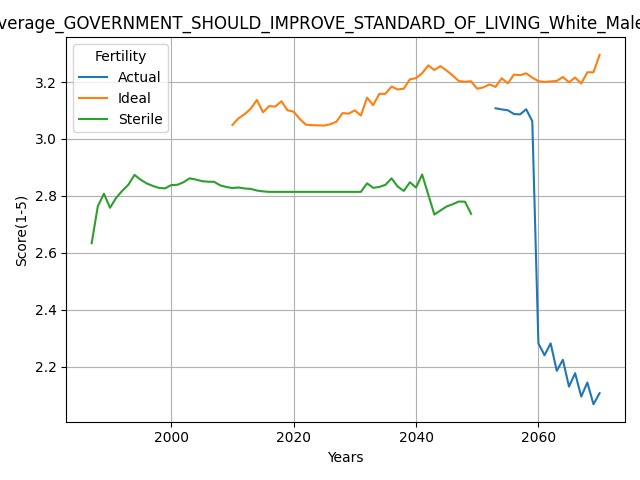 verage_GOVERNMENT_SHOULD_IMPROVE_STANDARD_OF_LIVING_White_Male
Fertility
Actual
Ideal
Sterile
Score(1-5)
3.2
3.0
2.8
2.6
2.4
2.2
2000 2020 2040 2060
Years